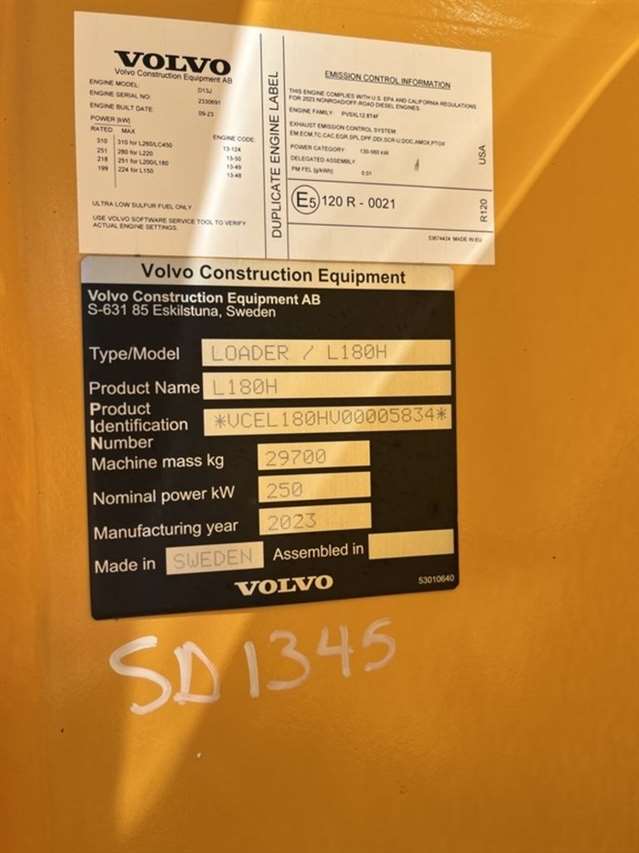 VOLVO
Volvo Construction Equipment AB
ENGINE MODEL: D13J
ENGINE SERIAL NO: 2330691
ENGINE BUILT DATE: 09-23
POWER [kW]
RATED MAX ENGINE CODE:
310 310 for L260/LC450 13-124
251 280 for L220 13-50
218 251 for L200/L180 13-49
199 224 for L150 13-48
ULTRA LOW SULFUR FUEL ONLY
USE VOLVO SOFTWARE SERVICE TOOL TO VERIFY
ACTUAL ENGINE SETTINGS.
DUPLICATE ENGINE LABEL
EMISSION CONTROL INFORMATION
THIS ENGINE COMPLIES WITH U.S. EPA AND CALIFORNIA REGULATIONS
FOR 2023 NONROAD/OFF-ROAD DIESEL ENGINES.
ENGINE FAMILY:
EXHAUST EMISSION CONTROL SYSTEM:
POWER CATEGORY: 130-560 kW
DELEGATED ASSEMBLY
PM FEL [g/kWh]: 0.01
USA
E5 120 R - 0021
R120
MADE IN EU
Volvo Construction Equipment
Volvo Construction Equipment AB
S-631 85 Eskilstuna, Sweden
Type/Model LOADER / L180H
Product Name L180H
Product
Identification *VCEL180HV00005834*
Number
Machine mass kg 29700
Nominal power kW 250
Manufacturing year 2023
Made in SWEDEN Assembled in
VOLVO 53010640
SD1345